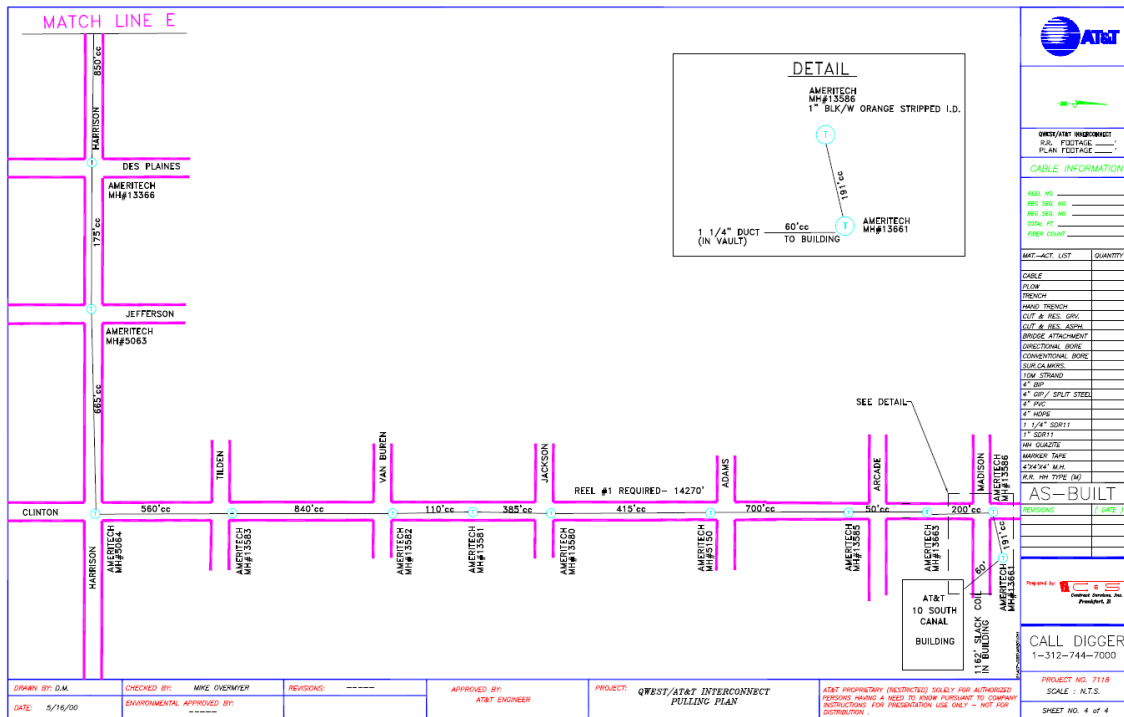 MATCH LINE E
850'cc
HARRISON
DES PLAINES
AMERITECH
MH#13366
175'cc
JEFFERSON
AMERITECH
MH#5063
665'cc
DETAIL
AMERITECH
MH#13586
1" BLK/W ORANGE STRIPPED I.D.
T
191'cc
T
AMERITECH
MH#13661
1 1/4" DUCT
(IN VAULT)
60'cc
TO BUILDING
SEE DETAIL
TILDEN
VAN BUREN
JACKSON
ADAMS
ARCADE
MADISON
AMERITECH
MH#13586
REEL #1 REQUIRED- 14270'
CLINTON
560'cc
840'cc
110'cc
385'cc
415'cc
700'cc
50'cc
200'cc
HARRISON
AMERITECH
MH#5064
AMERITECH
MH#13583
AMERITECH
MH#13582
AMERITECH
MH#13581
AMERITECH
MH#13580
AMERITECH
MH#5150
AMERITECH
MH#13585
AMERITECH
MH#13663
191'cc
60'
AMERITECH
MH#13661
AT&T
10 SOUTH
CANAL
BUILDING
1162' SLACK COIL
IN BUILDING
AT&T
QWEST/AT&T INTERCONNECT
R.R. FOOTAGE ____'
PLAN FOOTAGE ____'
CABLE INFORMATION
REEL NO.
BEG SEQ. NO.
TOTAL FT.
FIBER COUNT
MAT.-ACT. LIST QUANTITY
CABLE
PLOW
TRENCH
HAND TRENCH
CUT & RES. GRV.
CUT & RES. ASPH.
BRIDGE ATTACHMENT
DIRECTIONAL BORE
CONVENTIONAL BORE
SUR.CA.MKRS.
10M STRAND
4" BIP
4" GIP/ SPLIT STEEL
4" PVC
4" HDPE
1 1/4" SDR11
1" SDR11
HH QUAZITE
MARKER TAPE
4'X4'X4' M.H.
R.R. HH TYPE (M)
AS-BUILT
REVISIONS ( DATE )
Prepared by:
C & S
Contract Services, Inc.
Frankfort, Il
CALL DIGGER
1-312-744-7000
PROJECT NO. 7118
SCALE : N.T.S.
SHEET NO. 4 of 4
DRAWN BY: D.M.
DATE: 5/16/00
CHECKED BY: MIKE OVERMYER
ENVIRONMENTAL APPROVED BY:
-----
REVISIONS: -----
APPROVED BY:
AT&T ENGINEER
PROJECT: QWEST/AT&T INTERCONNECT
PULLING PLAN
AT&T PROPRIETARY (RESTRICTED) SOLELY FOR AUTHORIZED
PERSONS HAVING A NEED TO KNOW PURSUANT TO COMPANY
INSTRUCTIONS FOR PRESENTATION USE ONLY - NOT FOR
DISTRIBUTION .